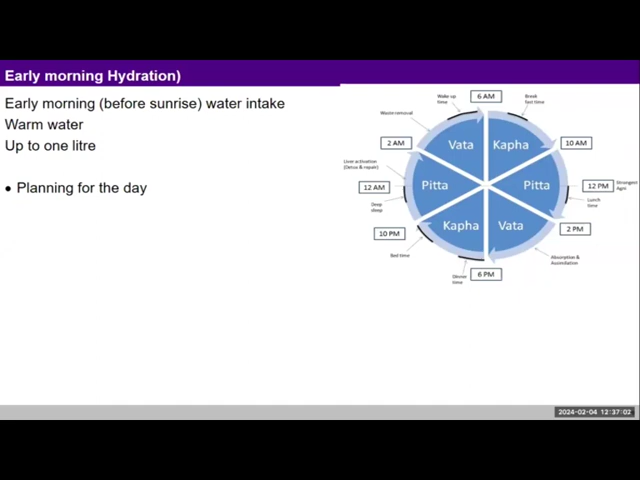 Early morning Hydration)
Early morning (before sunrise) water intake
Warm water
Up to one litre
• Planning for the day
6 AM
Wake up
time
Break
fast time
Waste removal
2 AM
10 AM
Vata
Kapha
Liver activation
(Detox & repair)
12 AM
Pitta
Pitta
12 PM
Strongest
Agni
Deep
sleep
Lunch
time
10 PM
Kapha
Vata
2 PM
Bed time
Absorption &
Assimilation
Dinner
time
6 PM
2024-02-04 12:37:02